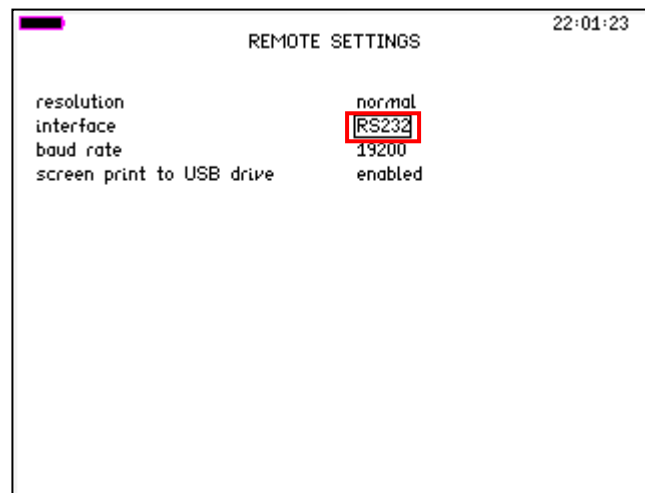 22:01:23
REMOTE SETTINGS
resolution normal
interface RS232
baud rate 19200
screen print to USB drive enabled